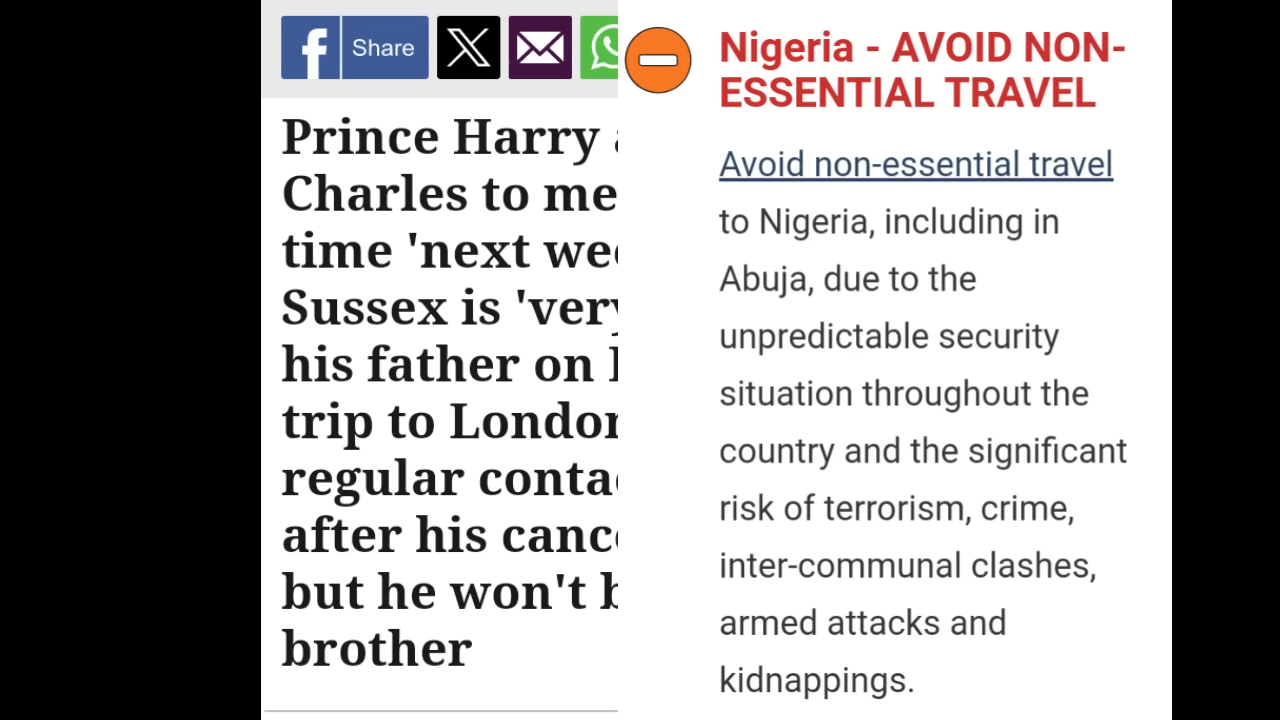 Share
Prince Harry
Charles to me
time 'next we
Sussex is 'very
his father on
trip to London
regular conta
after his canc
but he won't b
brother
Nigeria - AVOID NON-
ESSENTIAL TRAVEL
Avoid non-essential travel
to Nigeria, including in
Abuja, due to the
unpredictable security
situation throughout the
country and the significant
risk of terrorism, crime,
inter-communal clashes,
armed attacks and
kidnappings.